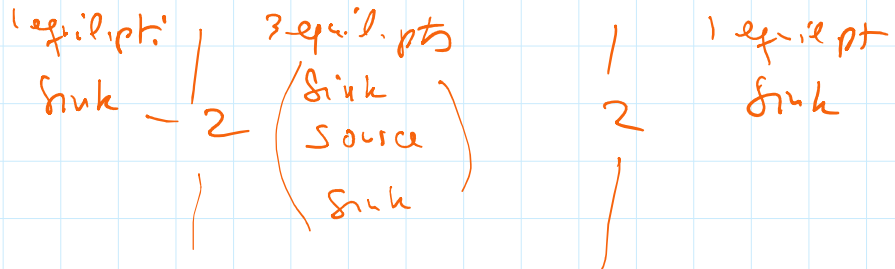 1 equil. pt. 3 equil. pts 1 equil pt
Sink Sink Sink
-2 2
Source
Sink